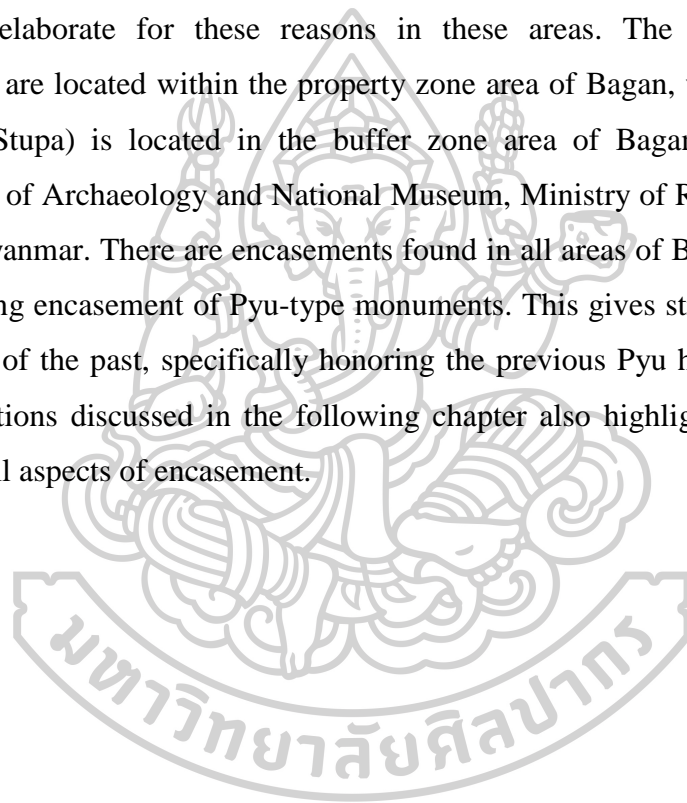 elaborate for these reasons in these areas. The
are located within the property zone area of Bagan,
Stupa) is located in the buffer zone area of Bagan
of Archaeology and National Museum, Ministry of
yanmar. There are encasements found in all areas of
ng encasement of Pyu-type monuments. This gives
of the past, specifically honoring the previous Pyu
tions discussed in the following chapter also
l aspects of encasement.
มหาวิทยาลัยศิลปากร